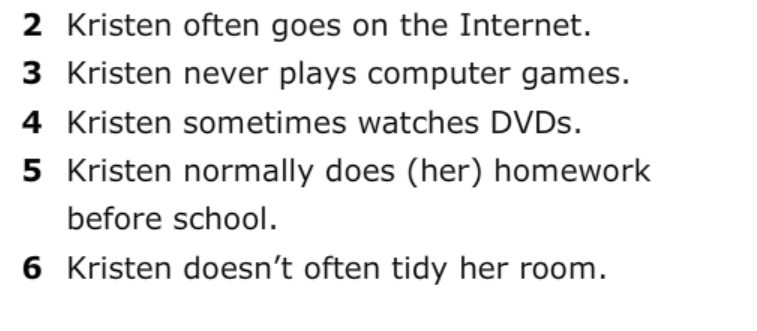 2 Kristen often goes on the Internet.
3 Kristen never plays computer games.
4 Kristen sometimes watches DVDs.
5 Kristen normally does (her) homework
before school.
6 Kristen doesn’t often tidy her room.